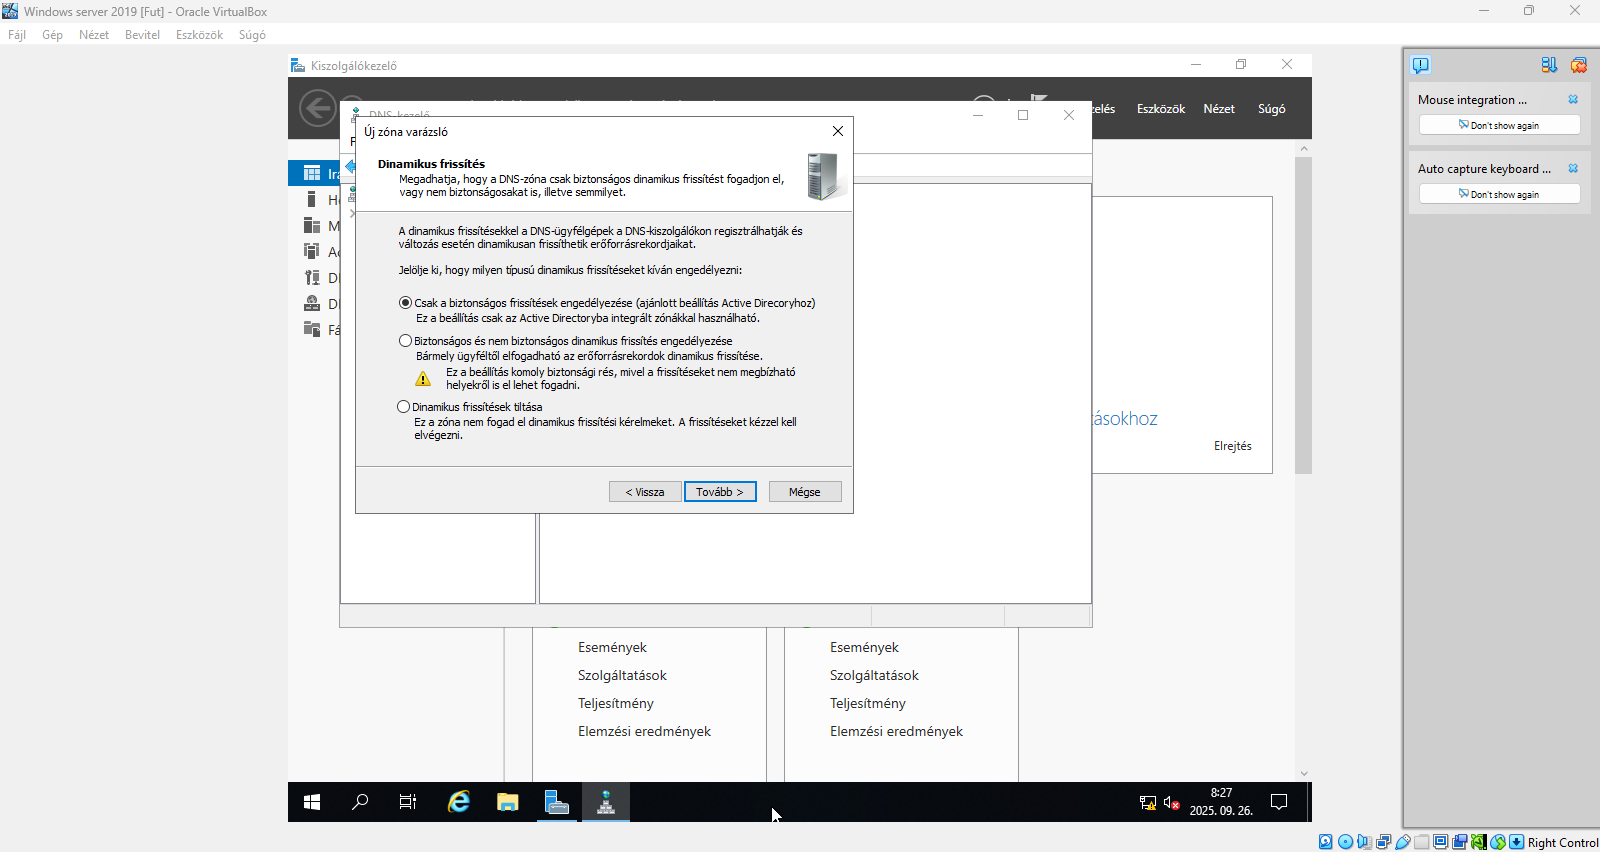 Windows server 2019 [Fut] - Oracle VirtualBox
Fájl Gép Nézet Bevitel Eszközök Súgó
Kiszolgálókezelő
Eszközök Nézet Súgó
DNS-kezelő
Új zóna varázsló
Dinamikus frissítés
Megadhatja, hogy a DNS-zóna csak biztonságos dinamikus frissítést fogadjon el,
vagy nem biztonságosakat is, illetve semmilyet.
A dinamikus frissítésekkel a DNS-ügyfélgépek a DNS-kiszolgálókon regisztrálhatják és
változás esetén dinamikusan frissíthetik erőforrásrekordjaikat.
Jelölje ki, hogy milyen típusú dinamikus frissítéseket kíván engedélyezni:
Csak a biztonságos frissítések engedélyezése (ajánlott beállítás Active Direcoryhoz)
Ez a beállítás csak az Active Directoryba integrált zónákkal használható.
Biztonságos és nem biztonságos dinamikus frissítés engedélyezése
Bármely ügyféltől elfogadható az erőforrásrekordok dinamikus frissítése.
Ez a beállítás komoly biztonsági rés, mivel a frissítéseket nem megbízható
helyekről is el lehet fogadni.
Dinamikus frissítések tiltása
Ez a zóna nem fogad el dinamikus frissítési kérelmeket. A frissítéseket kézzel kell
elvégezni.
< Vissza Tovább > Mégse
Elrejtés
Események
Szolgáltatások
Teljesítmény
Elemzési eredmények
Események
Szolgáltatások
Teljesítmény
Elemzési eredmények
8:27
2025. 09. 26.
Mouse integration ...
Don't show again
Auto capture keyboard ...
Don't show again
Right Control